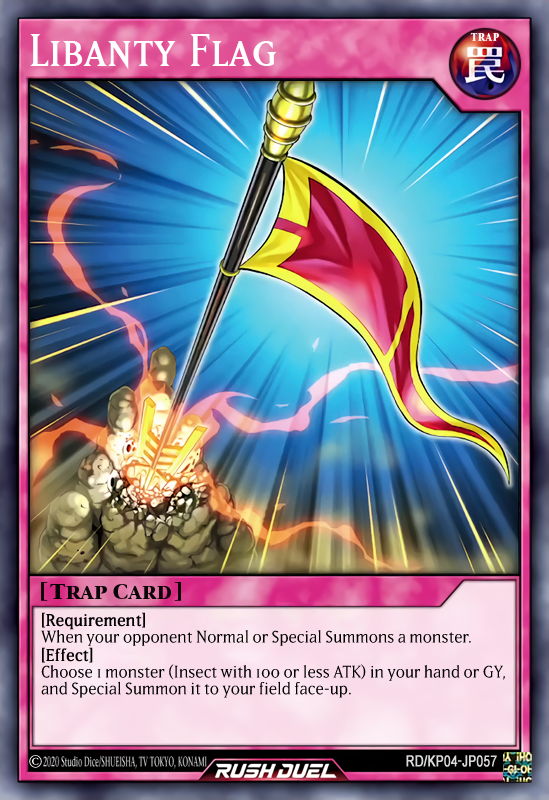 Libanty Flag
TRAP
罠
[Trap Card]
[Requirement]
When your opponent Normal or Special Summons a monster.
[Effect]
Choose 1 monster (Insect with 100 or less ATK) in your hand or GY,
and Special Summon it to your field face-up.
©2020 Studio Dice/SHUEISHA, TV TOKYO, KONAMI
RUSH DUEL
RD/KP04-JP057